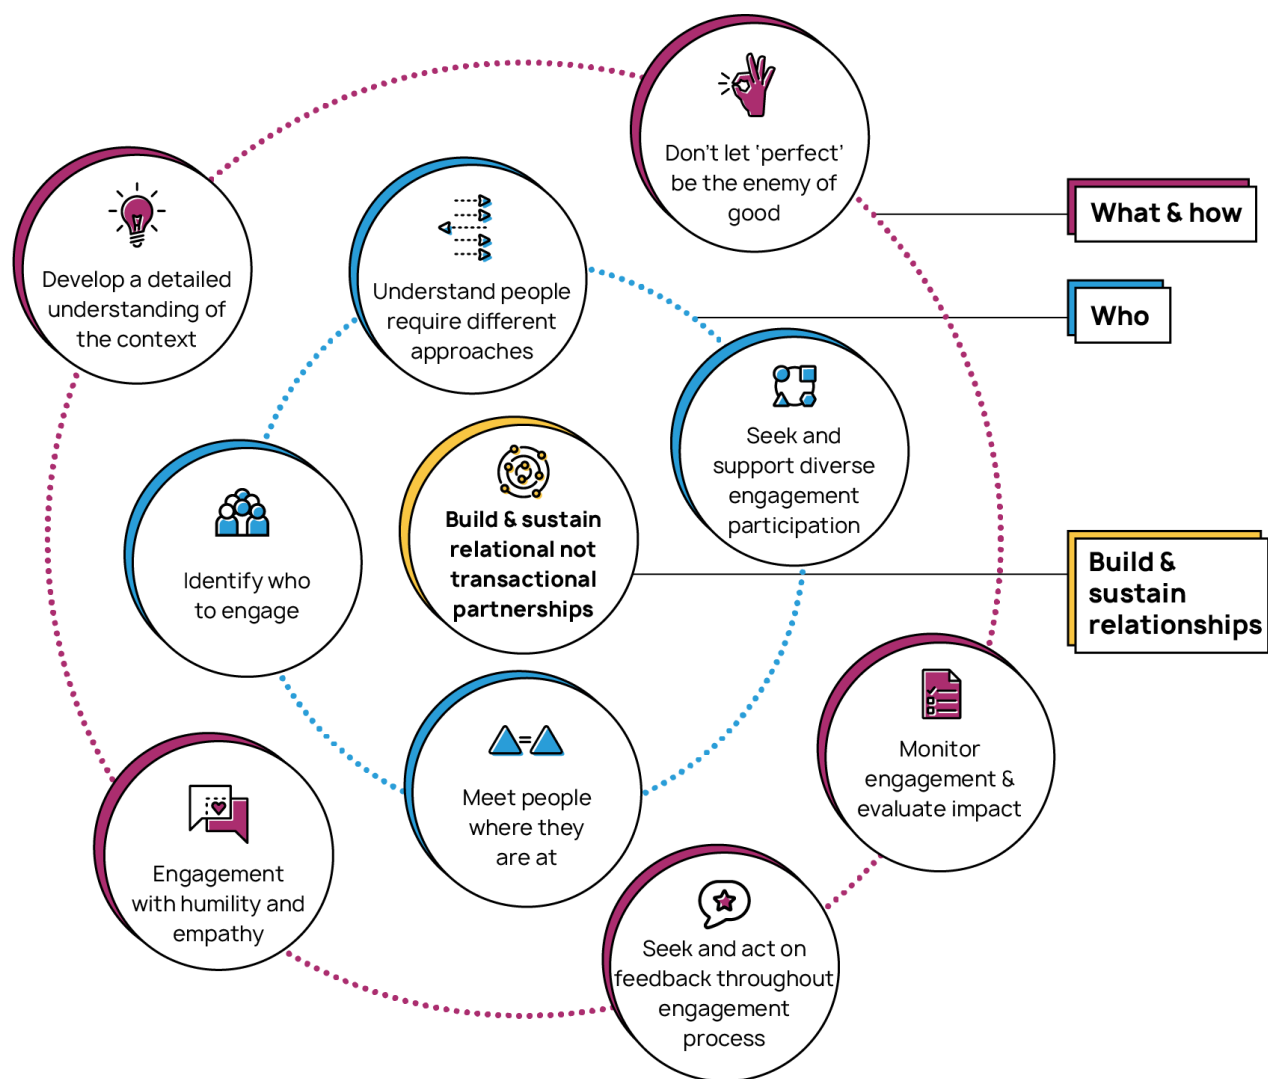 Don't let 'perfect'
be the enemy of
good
What & how
Develop a detailed
understanding of
the context
Understand people
require different
approaches
Who
Seek and
support diverse
engagement
participation
Build & sustain
relational not
transactional
partnerships
Build &
sustain
relationships
Identify who
to engage
Monitor
engagement &
evaluate impact
Meet people
where they
are at
Engagement
with humility and
empathy
Seek and act on
feedback throughout
engagement
process